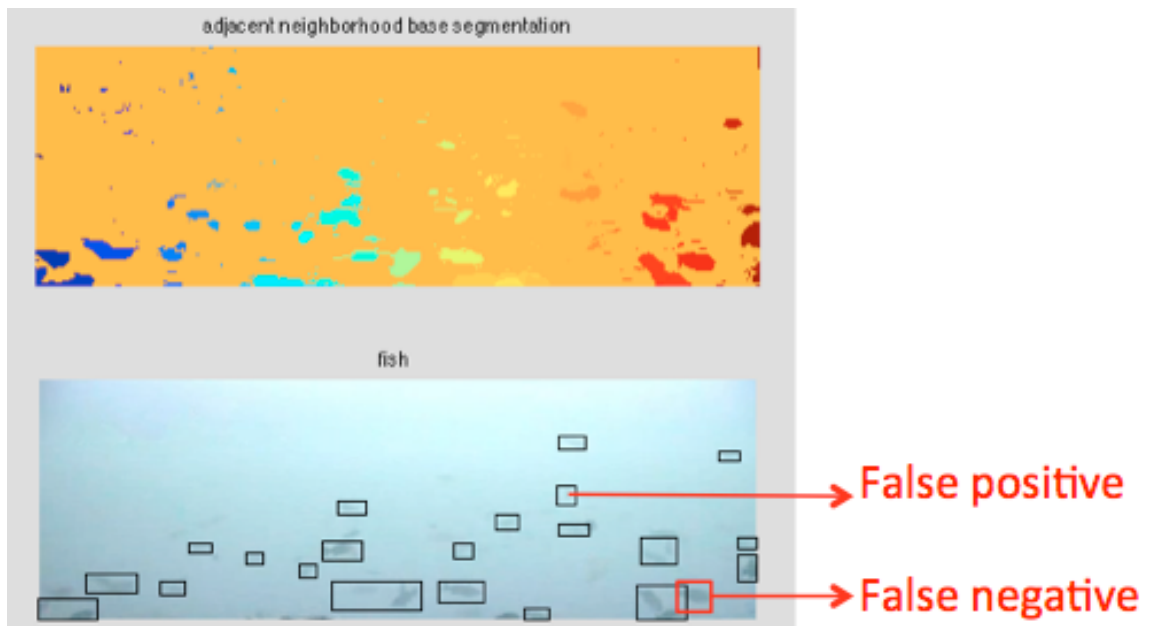 adjacent neighborhood base segmentation
fish
False positive
False negative